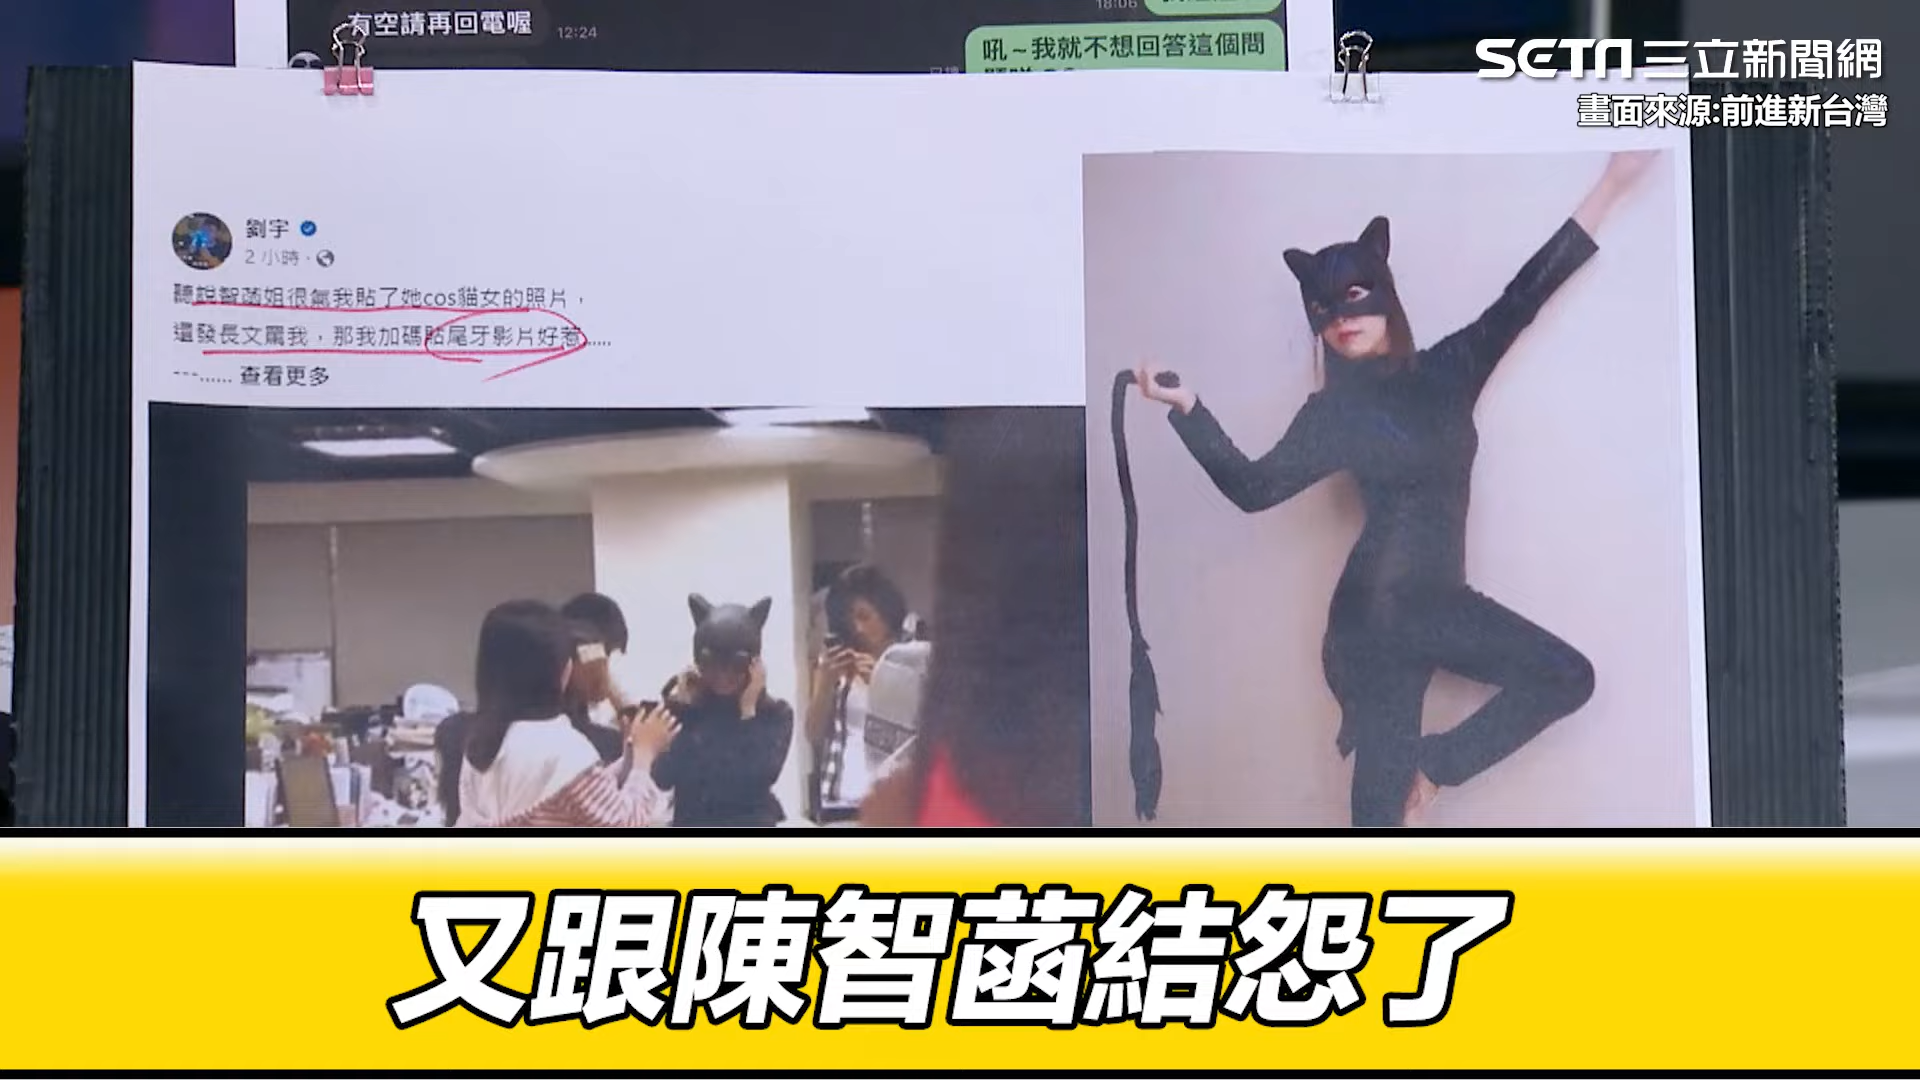 有空請再回電喔 12:24
18:06
吼～我就不想回答這個問
SETN三立新聞網
畫面來源:前進新台灣
劉宇
2 小時
聽說智菡姐很氣我貼了她cos貓女的照片，
還發長文罵我，那我加碼貼尾牙影片好惹......
---...... 查看更多
又跟陳智菡結怨了